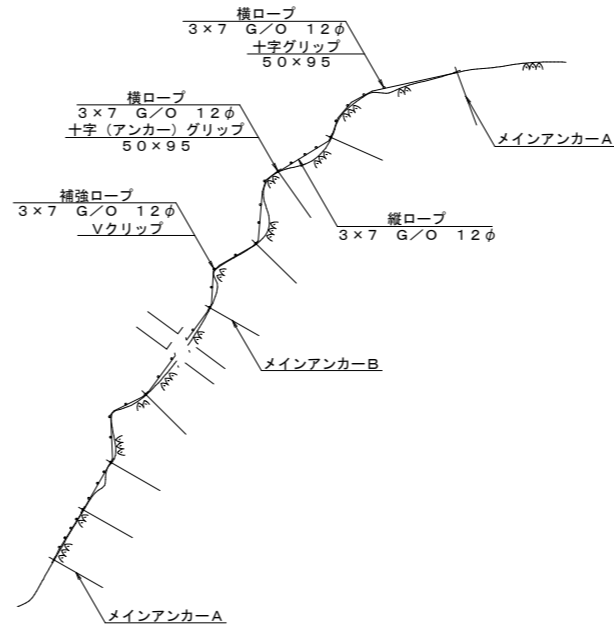 横ロープ
3×7 G/O 12φ
十字グリップ
50×95
横ロープ
3×7 G/O 12φ
十字(アンカー)グリップ
50×95
メインアンカーA
補強ロープ
3×7 G/O 12φ
Vクリップ
縦ロープ
3×7 G/O 12φ
メインアンカーB
メインアンカーA